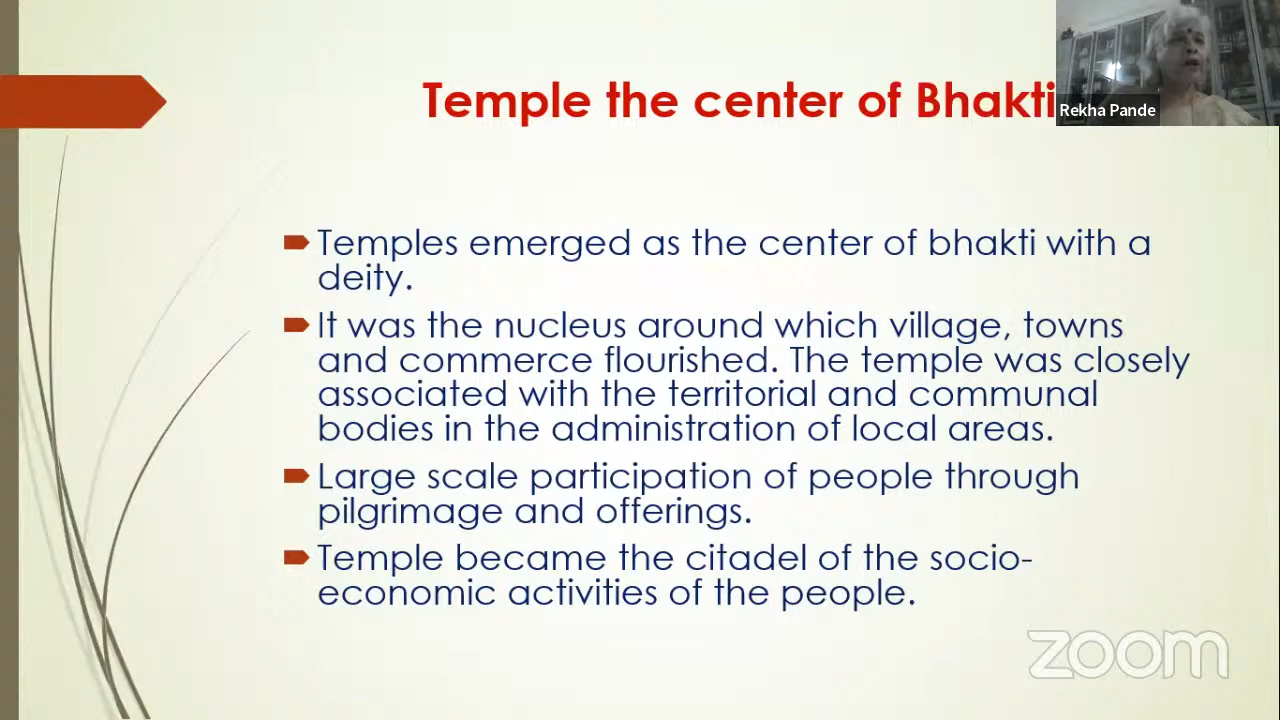 Temple the center of Bhakti
Rekha Pande
Temples emerged as the center of bhakti with a
deity.
It was the nucleus around which village, towns
and commerce flourished. The temple was closely
associated with the territorial and communal
bodies in the administration of local areas.
Large scale participation of people through
pilgrimage and offerings.
Temple became the citadel of the socio-
economic activities of the people.
zoom